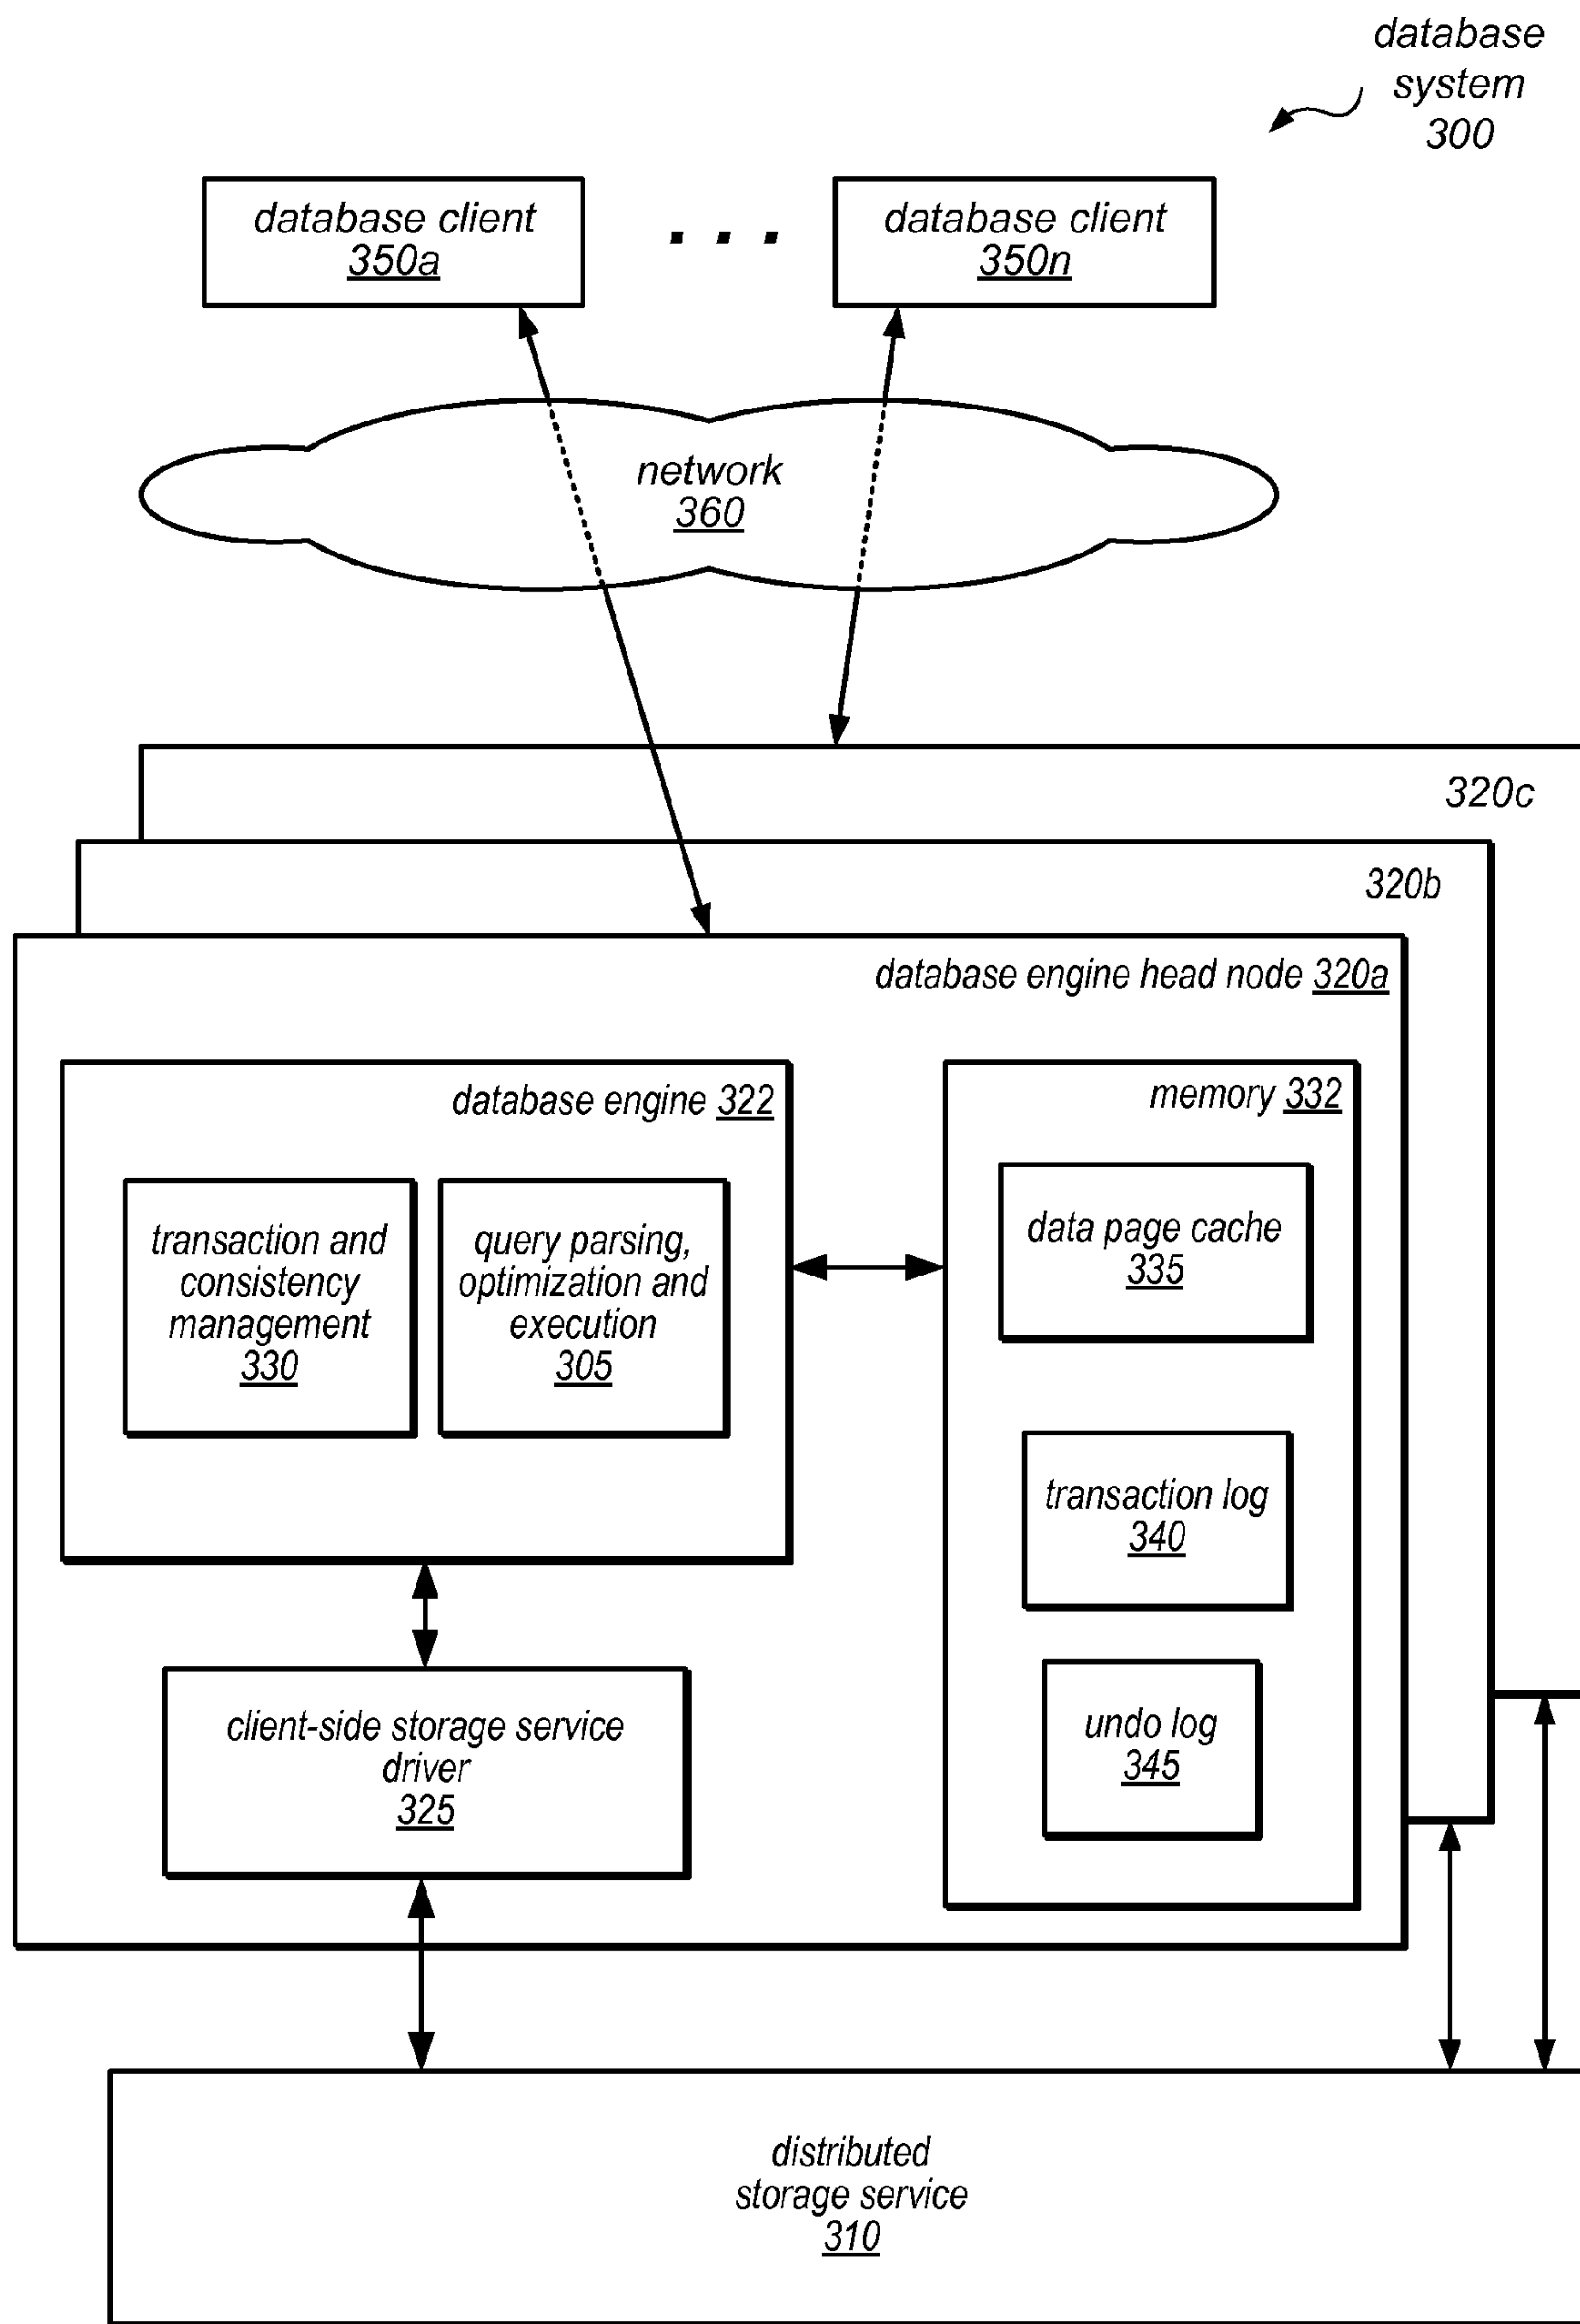 database
system
300
database client
350a
. . .
database client
350n
network
360
320c
320b
database engine head node 320a
database engine 322
memory 332
transaction and
consistency
management
330
query parsing,
optimization and
execution
305
data page cache
335
transaction log
340
undo log
345
client-side storage service
driver
325
distributed
storage service
310